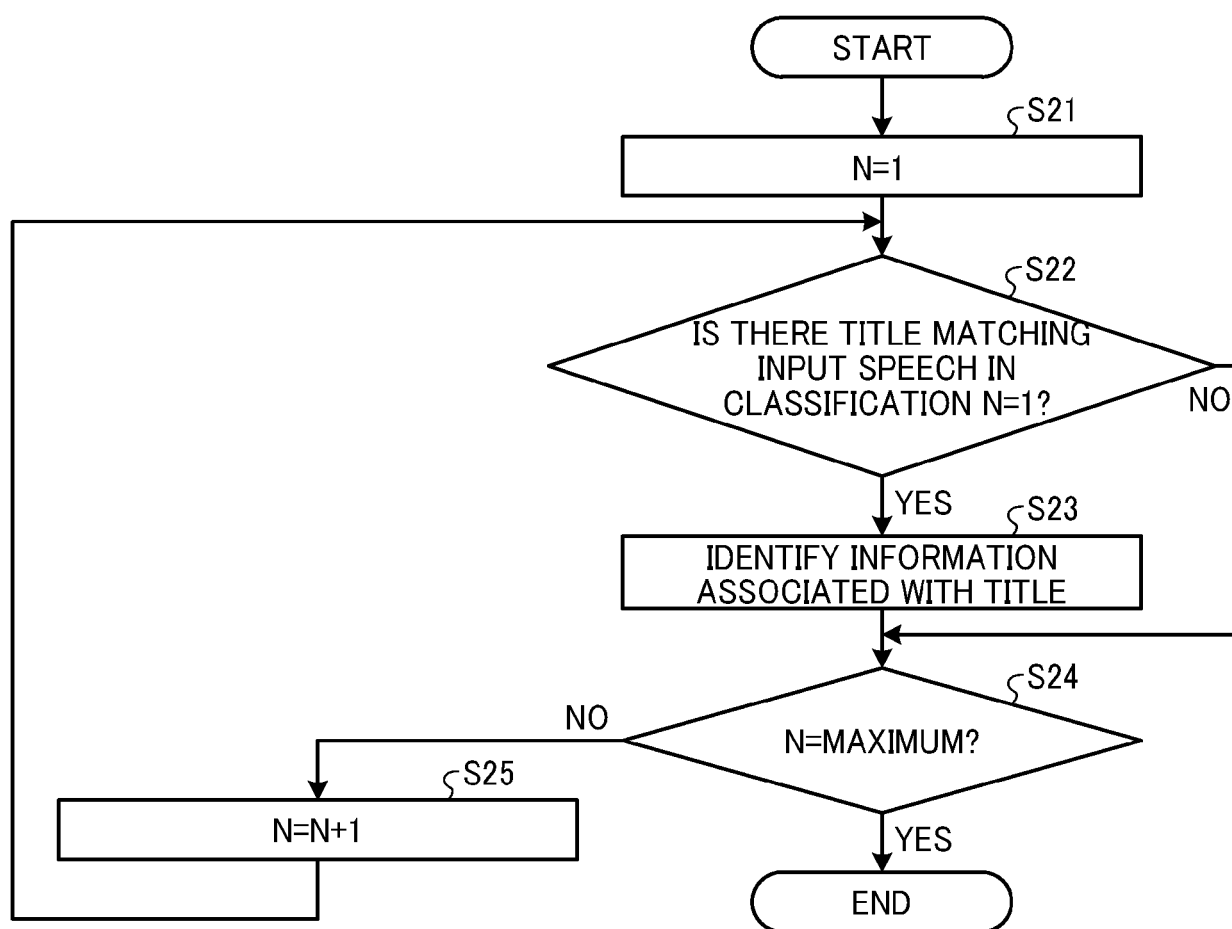 START
S21
N=1
S22
IS THERE TITLE MATCHING
INPUT SPEECH IN
CLASSIFICATION N=1?
NO
YES
S23
IDENTIFY INFORMATION
ASSOCIATED WITH TITLE
S24
NO
N=MAXIMUM?
S25
N=N+1
YES
END